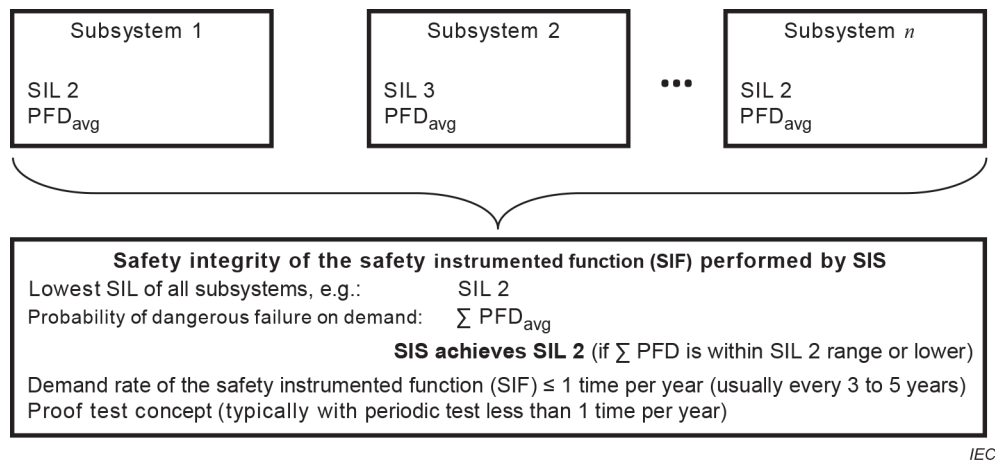 Subsystem 1
SIL 2
PFDavg
Subsystem 2
SIL 3
PFDavg
...
Subsystem n
SIL 2
PFDavg
Safety integrity of the safety instrumented function (SIF) performed by SIS
Lowest SIL of all subsystems, e.g.: SIL 2
Probability of dangerous failure on demand: ∑ PFDavg
SIS achieves SIL 2 (if ∑ PFD is within SIL 2 range or lower)
Demand rate of the safety instrumented function (SIF) ≤ 1 time per year (usually every 3 to 5 years)
Proof test concept (typically with periodic test less than 1 time per year)
IEC